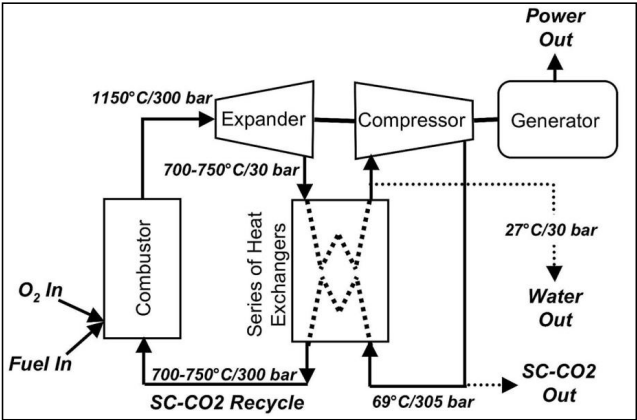 Power
Out
1150°C/300 bar
Expander
Compressor
Generator
700-750°C/30 bar
Combustor
Series of Heat
Exchangers
27°C/30 bar
O2 In
Water
Out
Fuel In
700-750°C/300 bar
SC-CO2 Recycle
69°C/305 bar
SC-CO2
Out